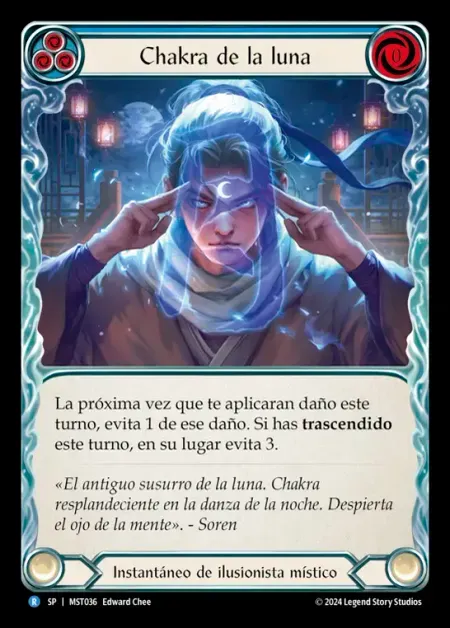 Chakra de la luna
0
La próxima vez que te aplicaran daño este
turno, evita 1 de ese daño. Si has trascendido
este turno, en su lugar evita 3.
«El antiguo susurro de la luna. Chakra
resplandeciente en la danza de la noche. Despierta
el ojo de la mente». - Soren
Instantáneo de ilusionista místico
R SP | MST036 Edward Chee
© 2024 Legend Story Studios